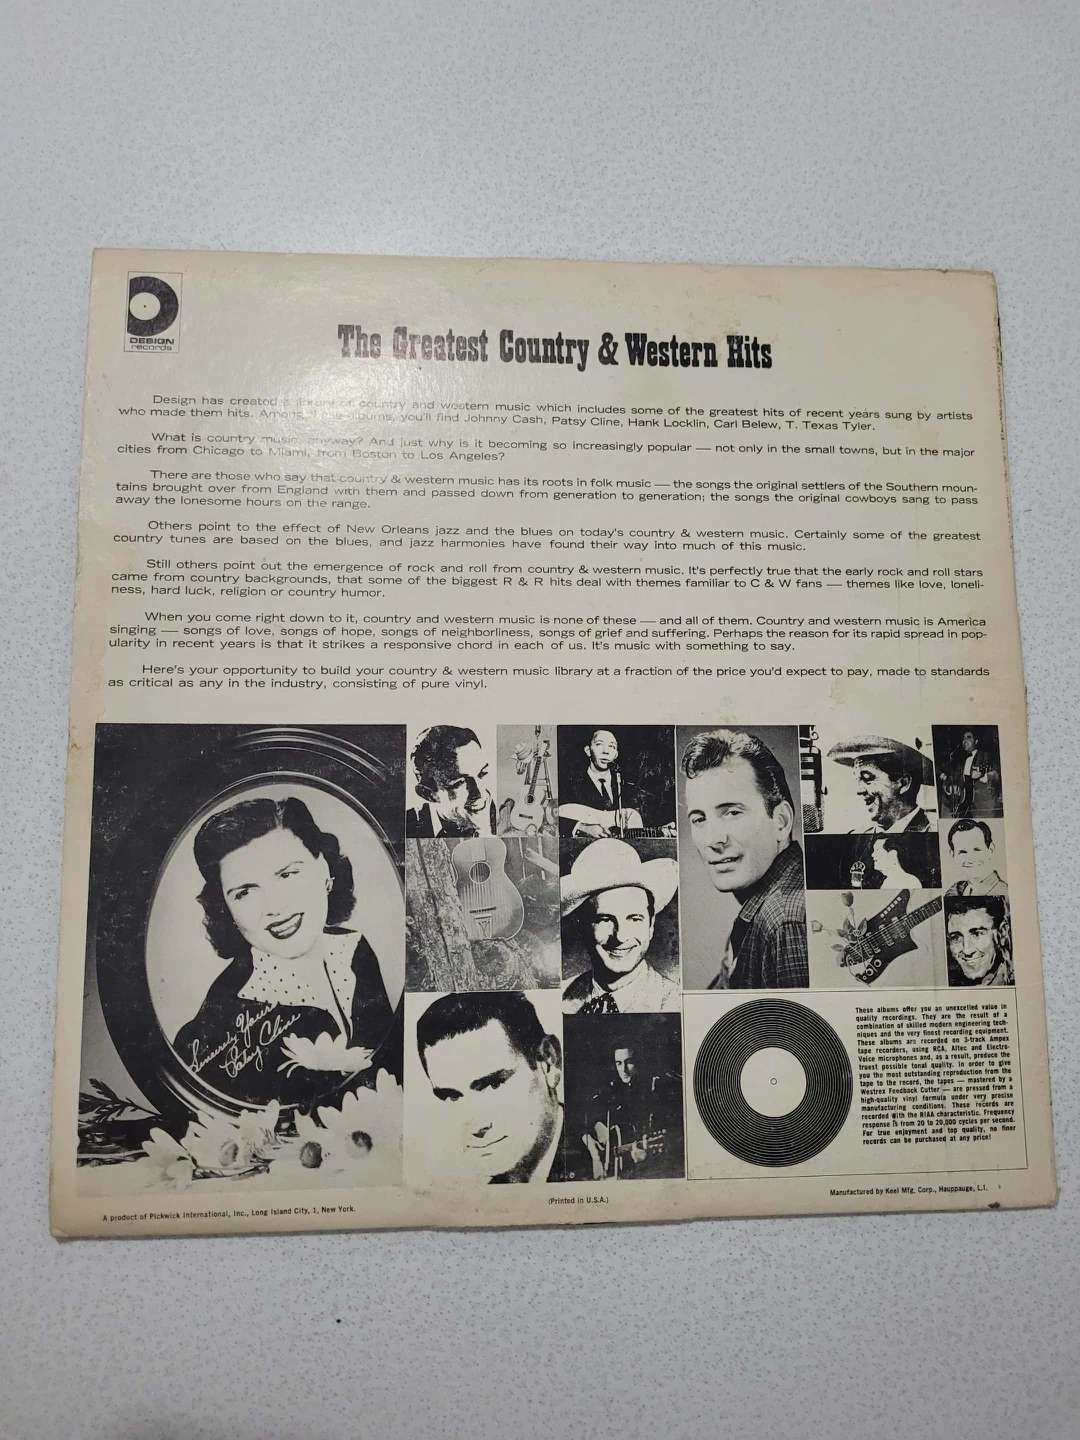 DESIGN
records
The Greatest Country & Western Hits
Design has created a library of country and western music which includes some of the greatest hits of recent years sung by artists
who made them hits. Among the albums, you'll find Johnny Cash, Patsy Cline, Hank Locklin, Carl Belew, T. Texas Tyler.
What is country music, anyway? And just why is it becoming so increasingly popular — not only in the small towns, but in the major
cities from Chicago to Miami, from Boston to Los Angeles?
There are those who say that country & western music has its roots in folk music — the songs the original settlers of the Southern moun-
tains brought over from England with them and passed down from generation to generation; the songs the original cowboys sang to pass
away the lonesome hours on the range.
Others point to the effect of New Orleans jazz and the blues on today's country & western music. Certainly some of the greatest
country tunes are based on the blues, and jazz harmonies have found their way into much of this music.
Still others point out the emergence of rock and roll from country & western music. It's perfectly true that the early rock and roll stars
came from country backgrounds, that some of the biggest R & R hits deal with themes familiar to C & W fans — themes like love, loneli-
ness, hard luck, religion or country humor.
When you come right down to it, country and western music is none of these — and all of them. Country and western music is America
singing — songs of love, songs of hope, songs of neighborliness, songs of grief and suffering. Perhaps the reason for its rapid spread in pop-
ularity in recent years is that it strikes a responsive chord in each of us. It's music with something to say.
Here's your opportunity to build your country & western music library at a fraction of the price you'd expect to pay, made to standards
as critical as any in the industry, consisting of pure vinyl.
Sincerely Yours
Patsy Cline
These albums offer you an unexcelled value in
quality recordings. They are the result of a
combination of skilled modern engineering tech-
niques and the very finest recording equipment.
These albums are recorded on 3-track Ampex
tape recorders, using RCA, Altec and Electro-
Voice microphones and, as a result, produce the
truest possible tonal quality. In order to give
you the most outstanding reproduction from the
tape to the record, the tapes — mastered by a
Westrex Feedback Cutter — are pressed from a
high-quality vinyl formula under very precise
manufacturing conditions. These records are
recorded with the RIAA characteristic. Frequency
response is from 20 to 20,000 cycles per second.
For true enjoyment and top quality, no finer
records can be purchased at any price!
A product of Pickwick International, Inc., Long Island City, 1, New York.
(Printed in U.S.A.)
Manufactured by Keel Mfg. Corp., Hauppauge, L.I.